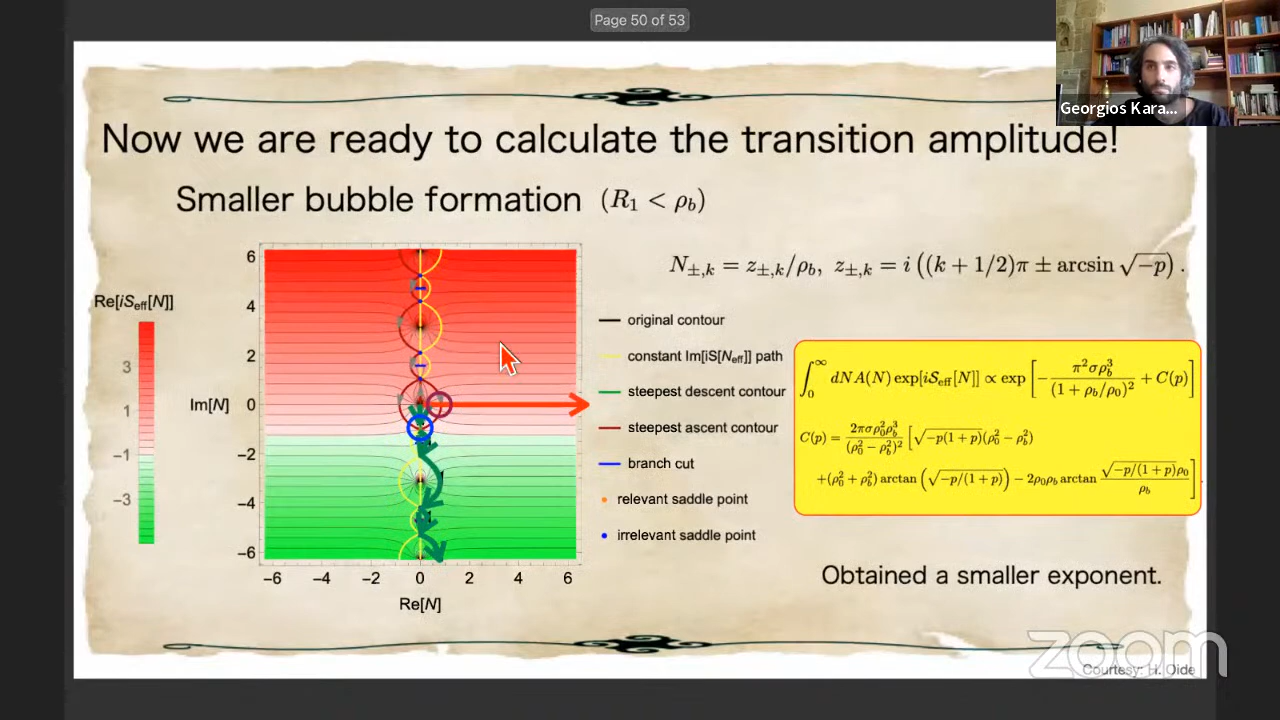 Page 50 of 53
Georgios Kara...
Now we are ready to calculate the transition amplitude!
Smaller bubble formation (R₁ < ρ_b)
N_{±,k} = z_{±,k}/ρ_b, z_{±,k} = i((k + 1/2)π ± arcsin √(−p)).
Re[iS_eff[N]]
3
1
−1
−3
Im[N]
6
4
2
0
−2
−4
−6
−6 −4 −2 0 2 4 6
Re[N]
original contour
constant Im[iS[N_eff]] path
steepest descent contour
steepest ascent contour
branch cut
relevant saddle point
irrelevant saddle point
∫₀^∞ dNA(N) exp[iS_eff[N]] ∝ exp[−π²σρ_b³/(1 + ρ_b/ρ₀)² + C(p)]
C(p) = 2πσρ₀²ρ_b³/(ρ₀² − ρ_b²)² [√(−p(1 + p))(ρ₀² − ρ_b²)
+(ρ₀² + ρ_b²) arctan (√(−p/(1 + p))) − 2ρ₀ρ_b arctan √(−p/(1 + p))ρ₀/ρ_b].
Obtained a smaller exponent.
zoom
Courtesy: H. Oide